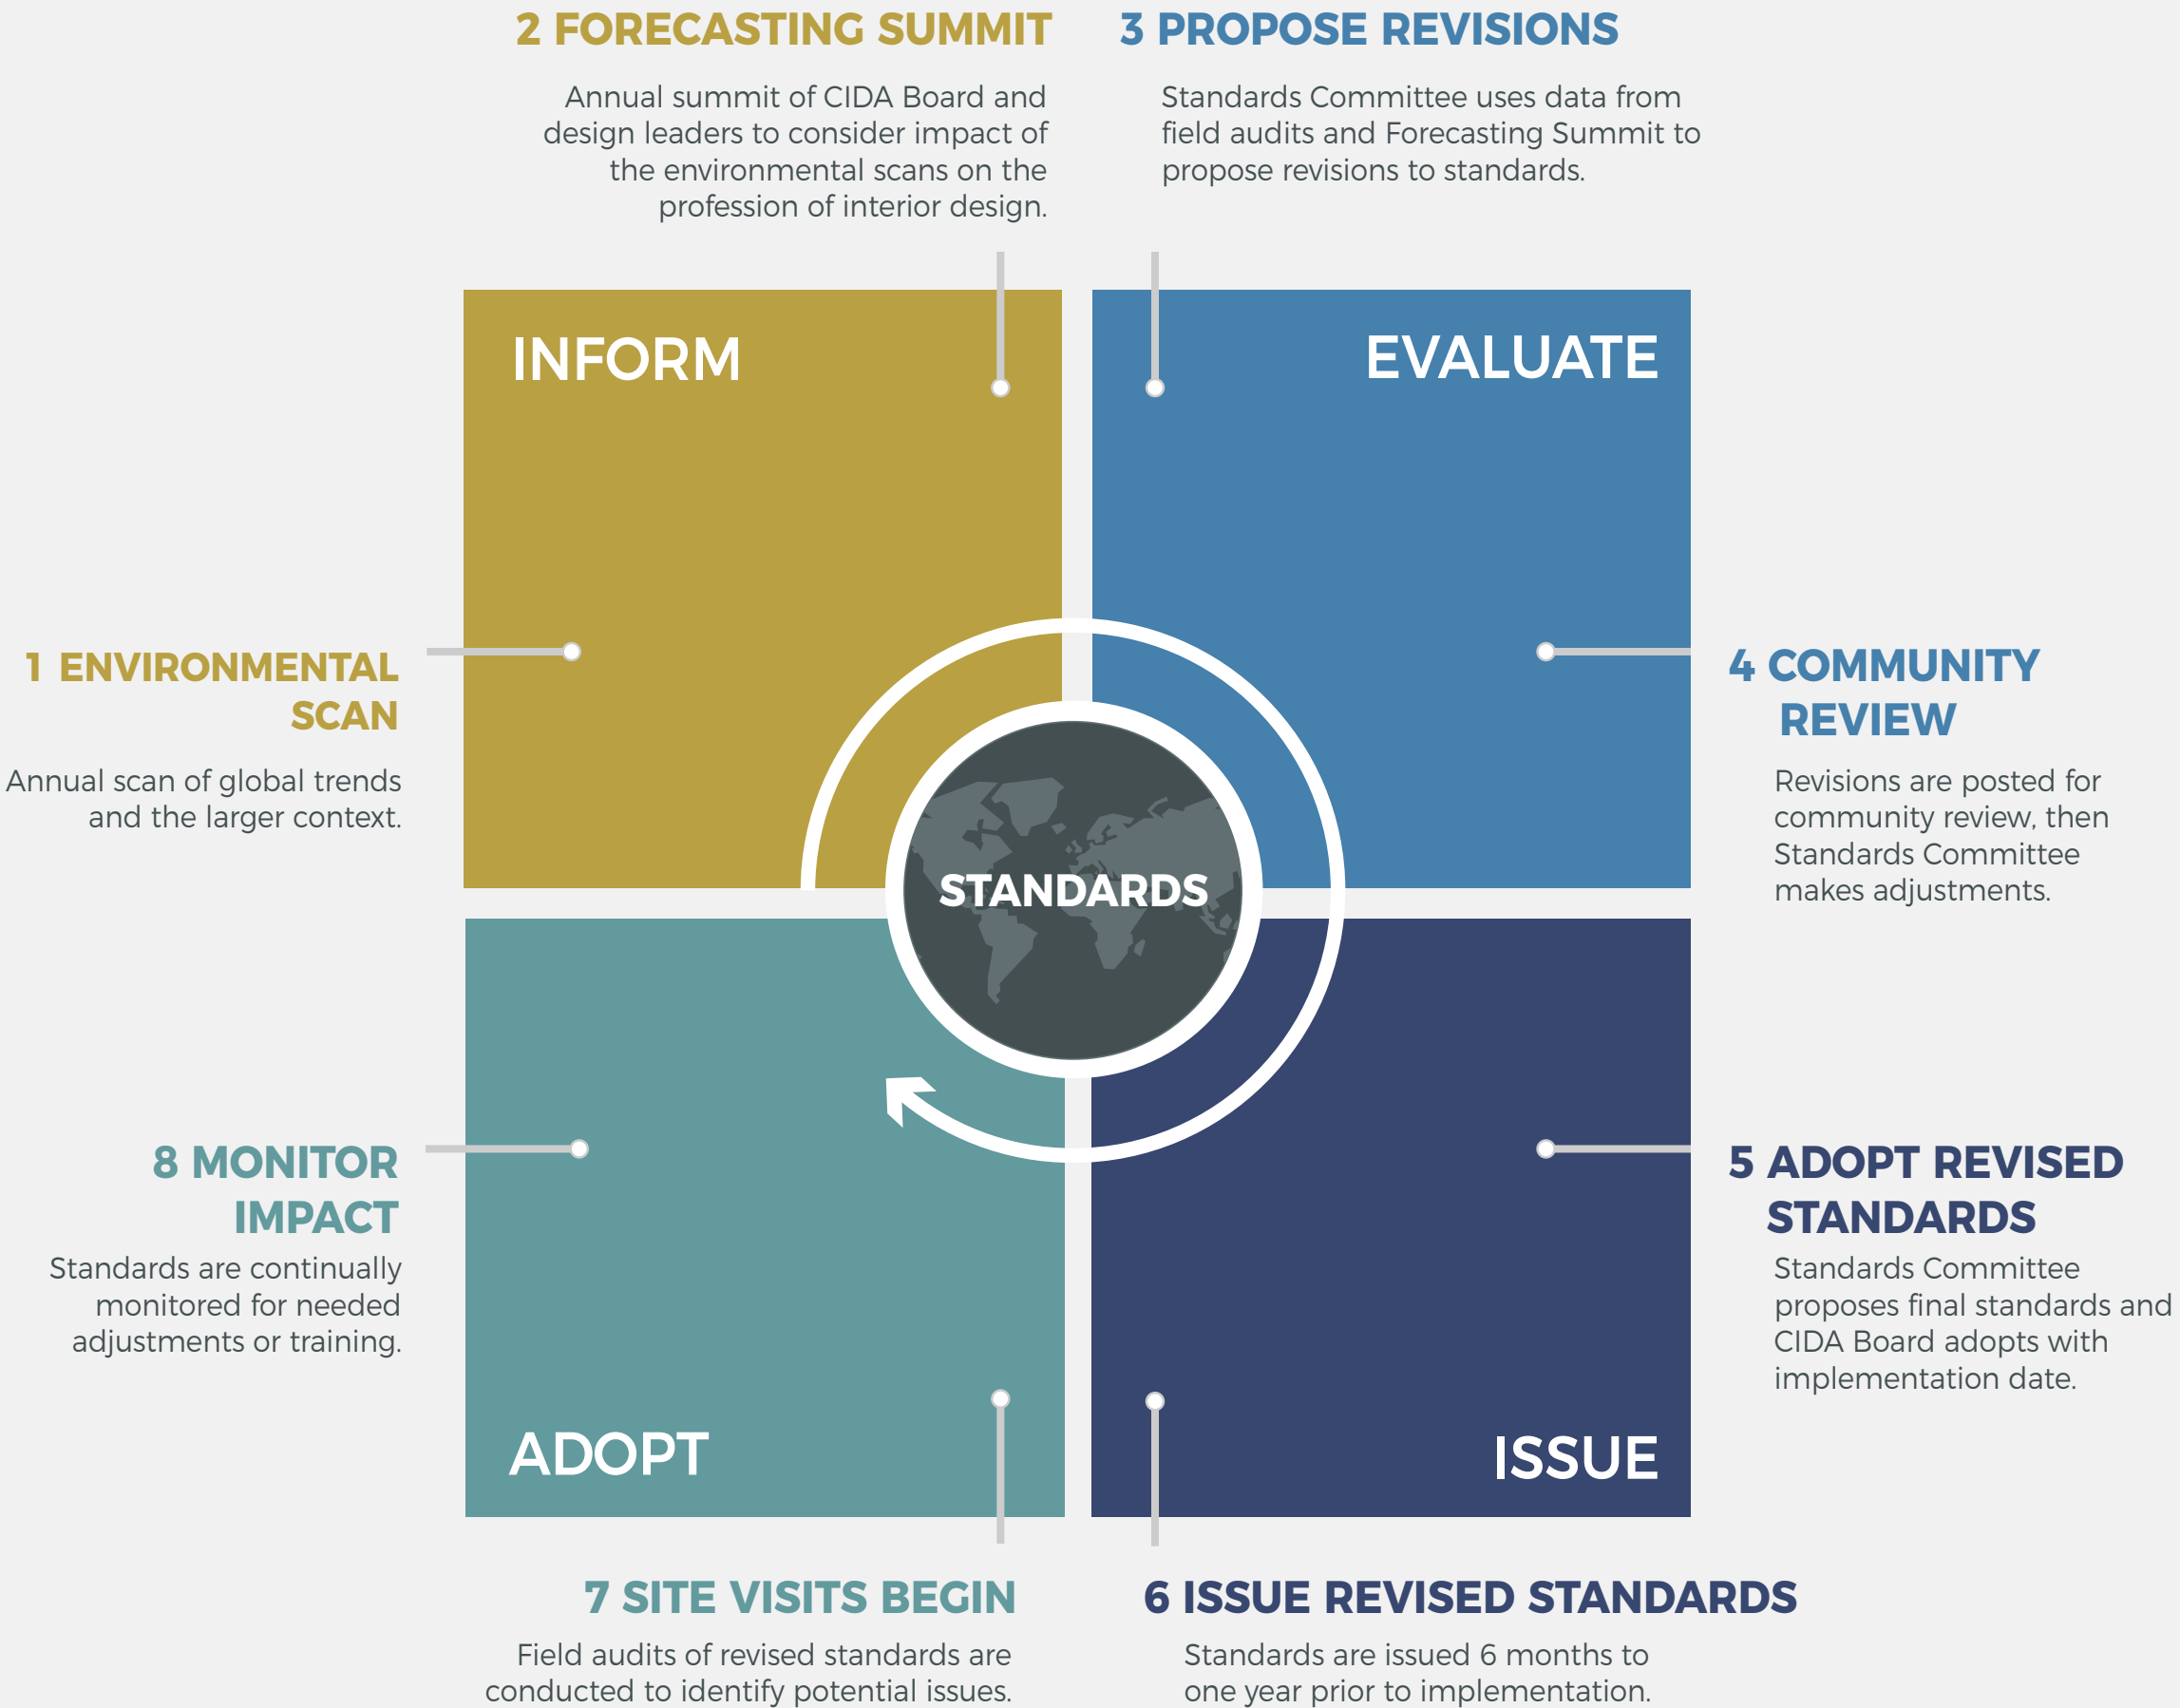 2 FORECASTING SUMMIT
Annual summit of CIDA Board and
design leaders to consider impact of
the environmental scans on the
profession of interior design.
3 PROPOSE REVISIONS
Standards Committee uses data from
field audits and Forecasting Summit to
propose revisions to standards.
INFORM
EVALUATE
1 ENVIRONMENTAL
SCAN
Annual scan of global trends
and the larger context.
4 COMMUNITY
REVIEW
Revisions are posted for
community review, then
Standards Committee
makes adjustments.
STANDARDS
8 MONITOR
IMPACT
Standards are continually
monitored for needed
adjustments or training.
5 ADOPT REVISED
STANDARDS
Standards Committee
proposes final standards and
CIDA Board adopts with
implementation date.
ADOPT
ISSUE
7 SITE VISITS BEGIN
Field audits of revised standards are
conducted to identify potential issues.
6 ISSUE REVISED STANDARDS
Standards are issued 6 months to
one year prior to implementation.